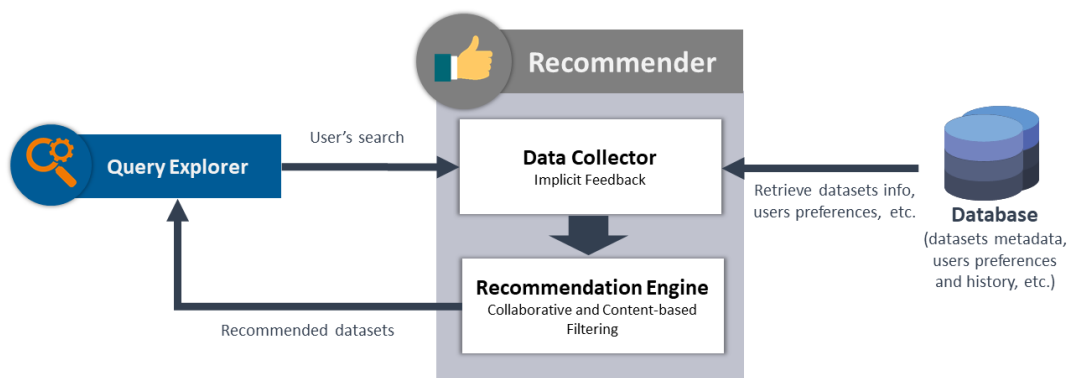 Recommender
User's search
Query Explorer
Data Collector
Implicit Feedback
Retrieve datasets info,
users preferences, etc.
Database
(datasets metadata,
users preferences
and history, etc.)
Recommendation Engine
Collaborative and Content-based
Filtering
Recommended datasets